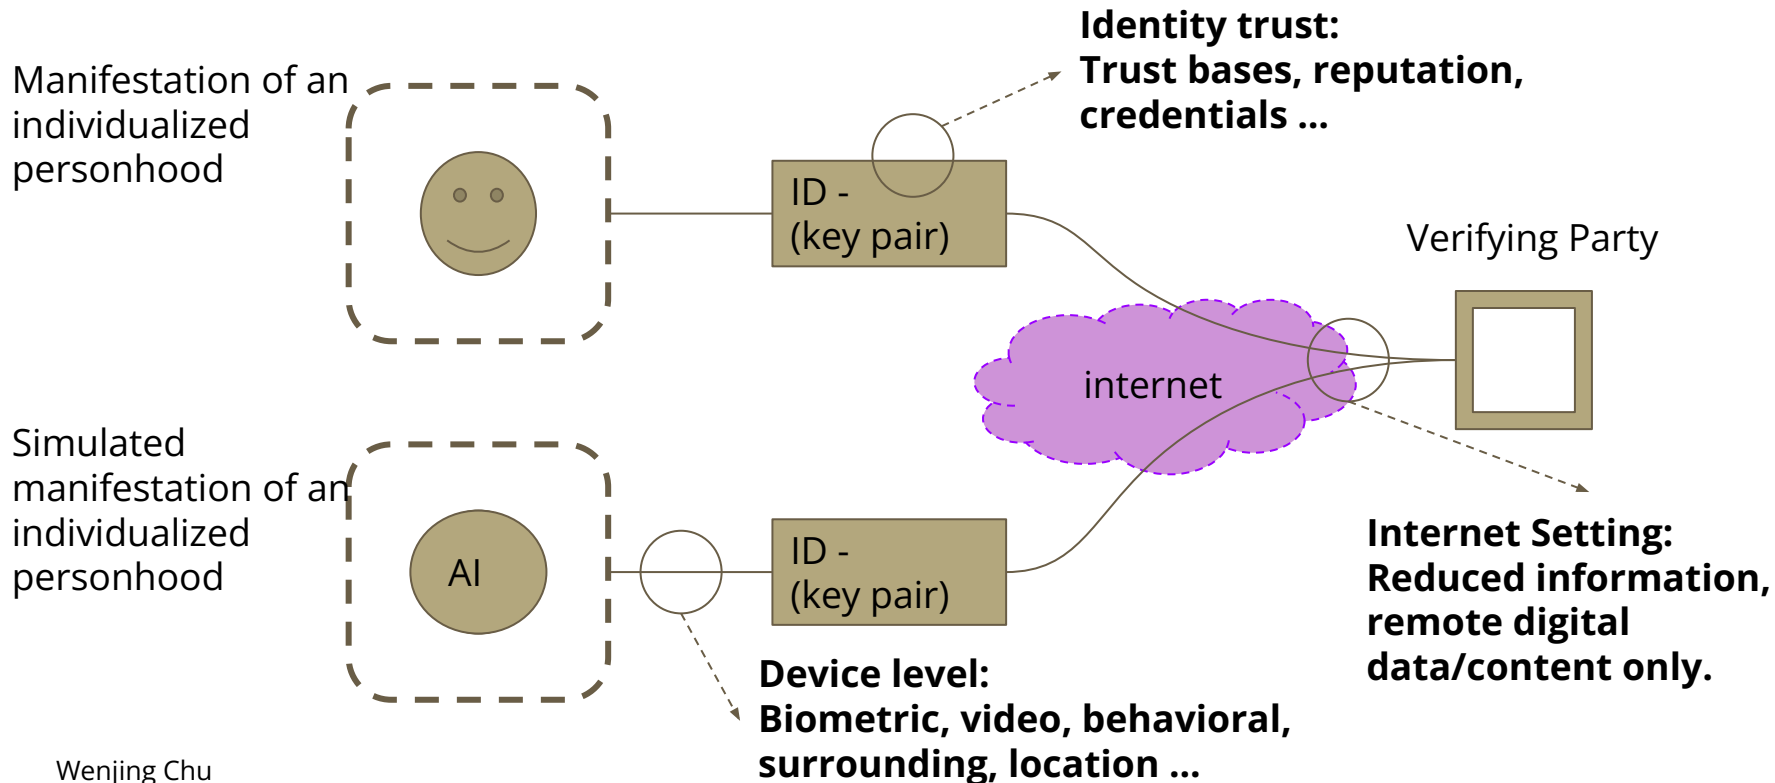 Identity trust:
Trust bases, reputation,
credentials ...
Manifestation of an
individualized
personhood
ID -
(key pair)
Verifying Party
internet
Simulated
manifestation of an
individualized
personhood
AI
ID -
(key pair)
Internet Setting:
Reduced information,
remote digital
data/content only.
Device level:
Biometric, video, behavioral,
surrounding, location ...
Wenjing Chu